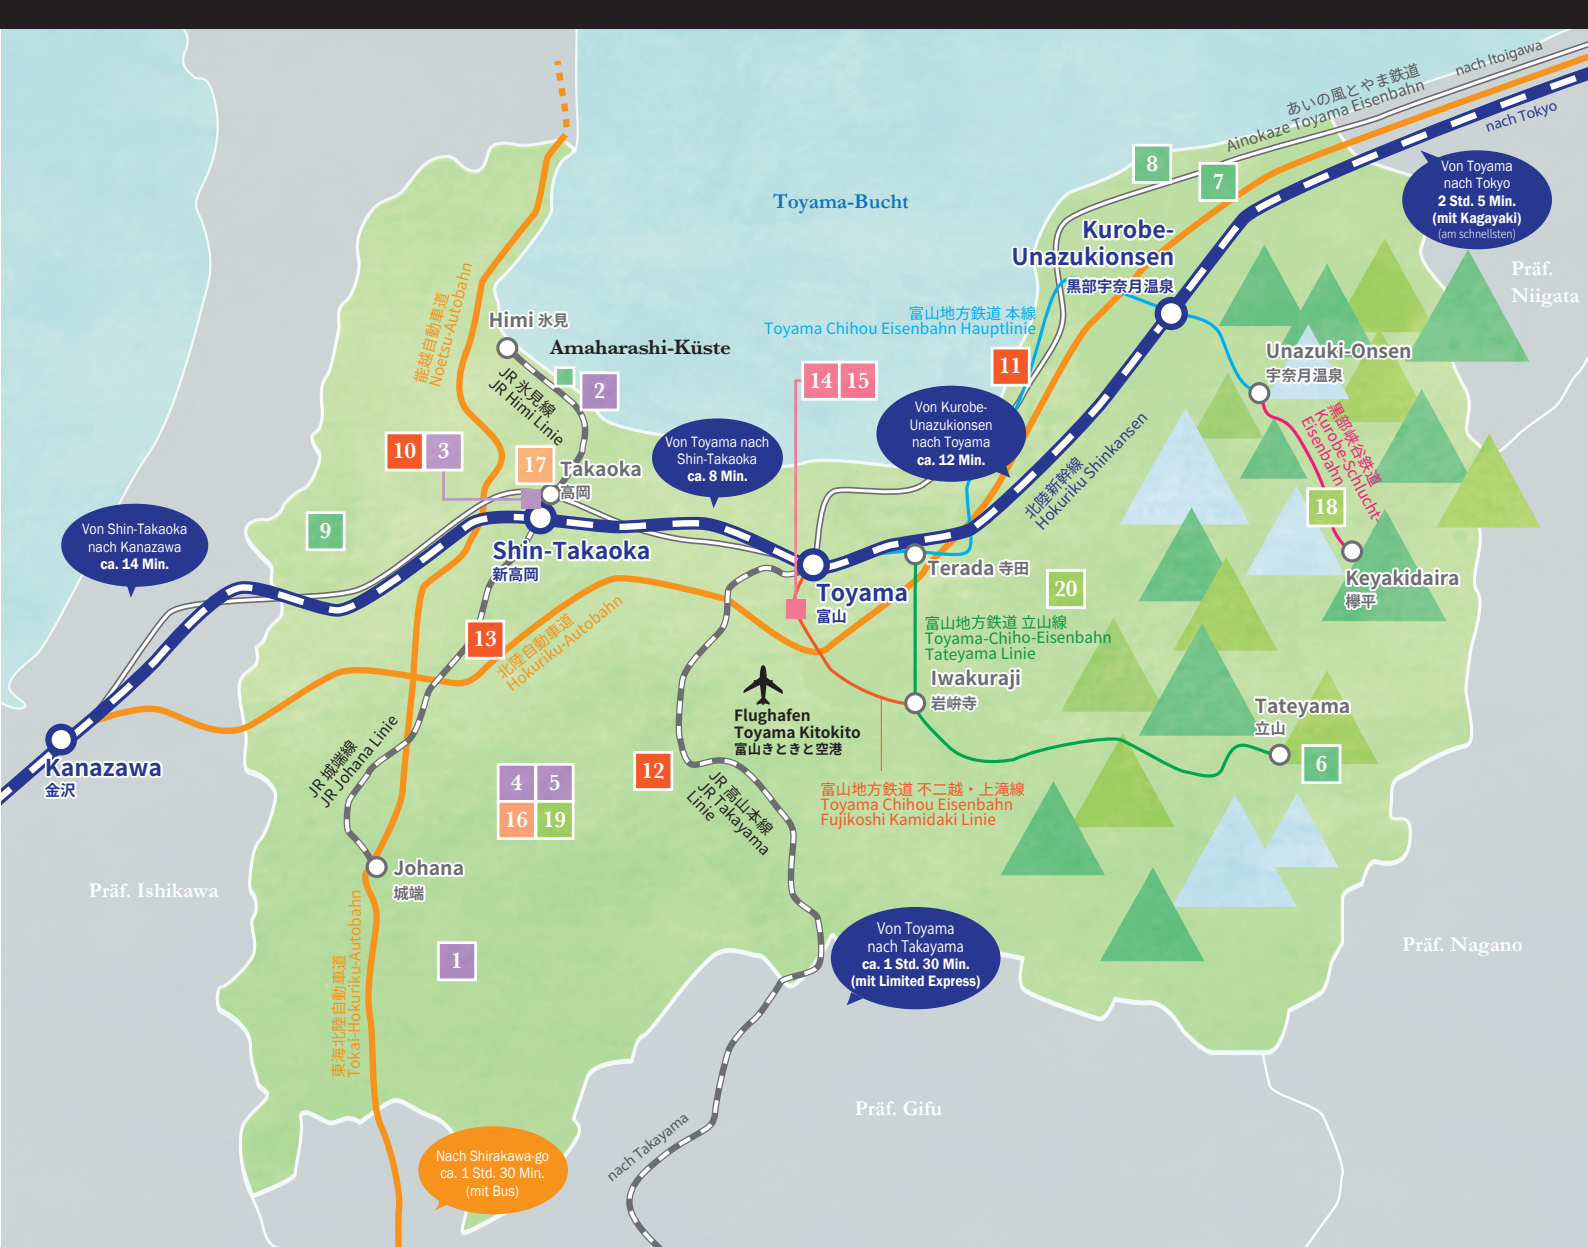 nach Itoigawa
あいの風とやま鉄道
Ainokaze Toyama Eisenbahn
nach Tokyo
Von Toyama
nach Tokyo
2 Std. 5 Min.
(mit Kagayaki)
(am schnellsten)
8
7
Toyama-Bucht
Kurobe-
Unazukionsen
黒部宇奈月温泉
Präf.
Niigata
能越自動車道
Noetsu-Autobahn
Himi 氷見
Amaharashi-Küste
富山地方鉄道 本線
Toyama Chihou Eisenbahn Hauptlinie
JR 氷見線
JR Himi Linie
2
14 15
11
Unazuki-Onsen
宇奈月温泉
Von Kurobe-
Unazukionsen
nach Toyama
ca. 12 Min.
黒部峡谷鉄道
Kurobe-Schlucht-
Eisenbahn
Von Toyama nach
Shin-Takaoka
ca. 8 Min.
10 3
17
Takaoka
高岡
北陸新幹線
Hokuriku Shinkansen
18
9
Von Shin-Takaoka
nach Kanazawa
ca. 14 Min.
Shin-Takaoka
新高岡
Keyakidaira
欅平
Terada 寺田
Toyama
富山
20
富山地方鉄道 立山線
Toyama-Chiho-Eisenbahn
Tateyama Linie
13
北陸自動車道
Hokuriku-Autobahn
Iwakuraji
岩峅寺
Flughafen
Toyama Kitokito
富山きときと空港
Tateyama
立山
6
Kanazawa
金沢
JR 城端線
JR Johana Linie
4 5
16 19
12
JR 高山本線
JR Takayama
Linie
富山地方鉄道 不二越・上滝線
Toyama Chihou Eisenbahn
Fujikoshi Kamidaki Linie
Johana
城端
Präf. Ishikawa
東海北陸自動車道
Tokai-Hokuriku-Autobahn
1
Von Toyama
nach Takayama
ca. 1 Std. 30 Min.
(mit Limited Express)
Präf. Nagano
Präf. Gifu
nach Takayama
Nach Shirakawa-go
ca. 1 Std. 30 Min.
(mit Bus)